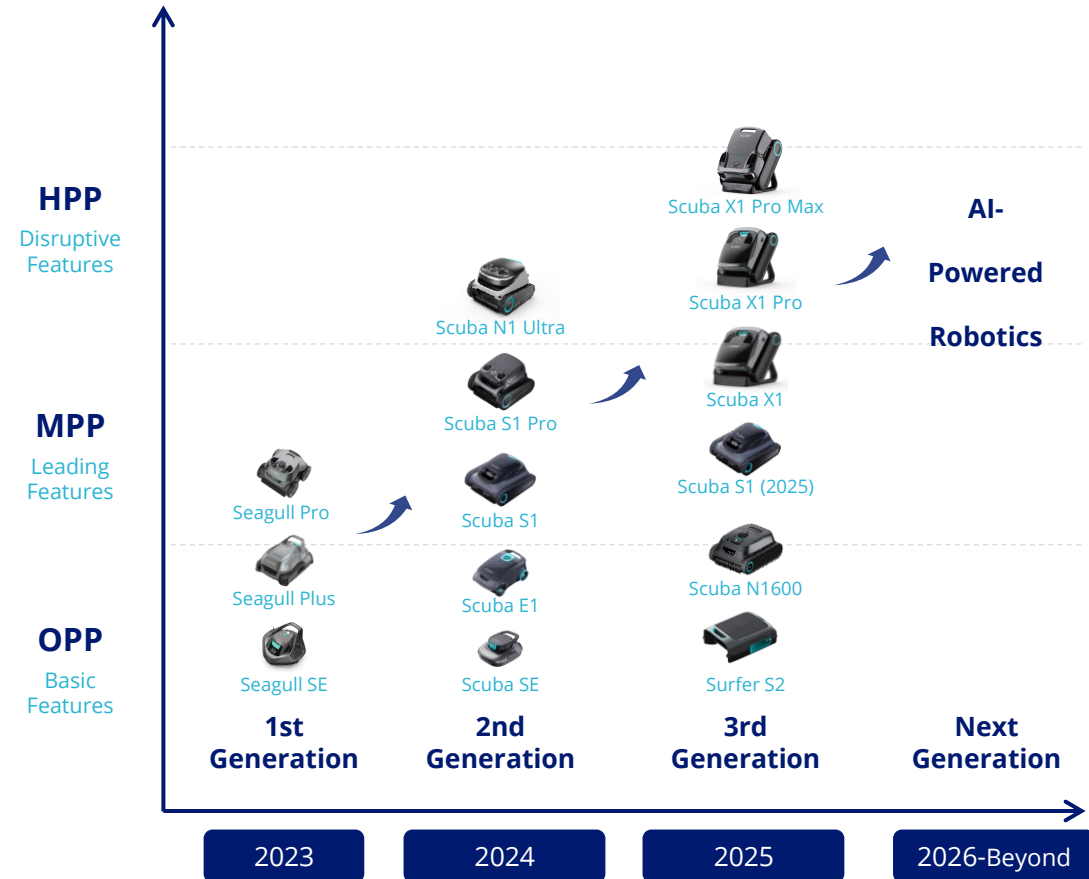 HPP
Disruptive
Features
MPP
Leading
Features
OPP
Basic
Features
Seagull Pro
Seagull Plus
Seagull SE
1st
Generation
Scuba N1 Ultra
Scuba S1 Pro
Scuba S1
Scuba E1
Scuba SE
2nd
Generation
Scuba X1 Pro Max
Scuba X1 Pro
Scuba X1
Scuba S1 (2025)
Scuba N1600
Surfer S2
3rd
Generation
AI-
Powered
Robotics
Next
Generation
2023
2024
2025
2026-Beyond